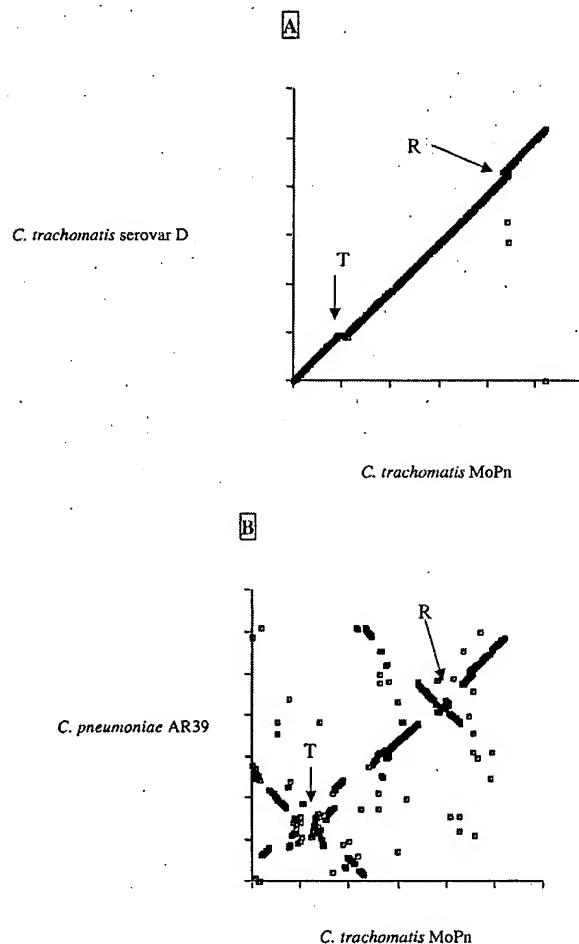 A
R
C. trachomatis serovar D
T
C. trachomatis MoPn
B
R
C. pneumoniae AR39
T
C. trachomatis MoPn